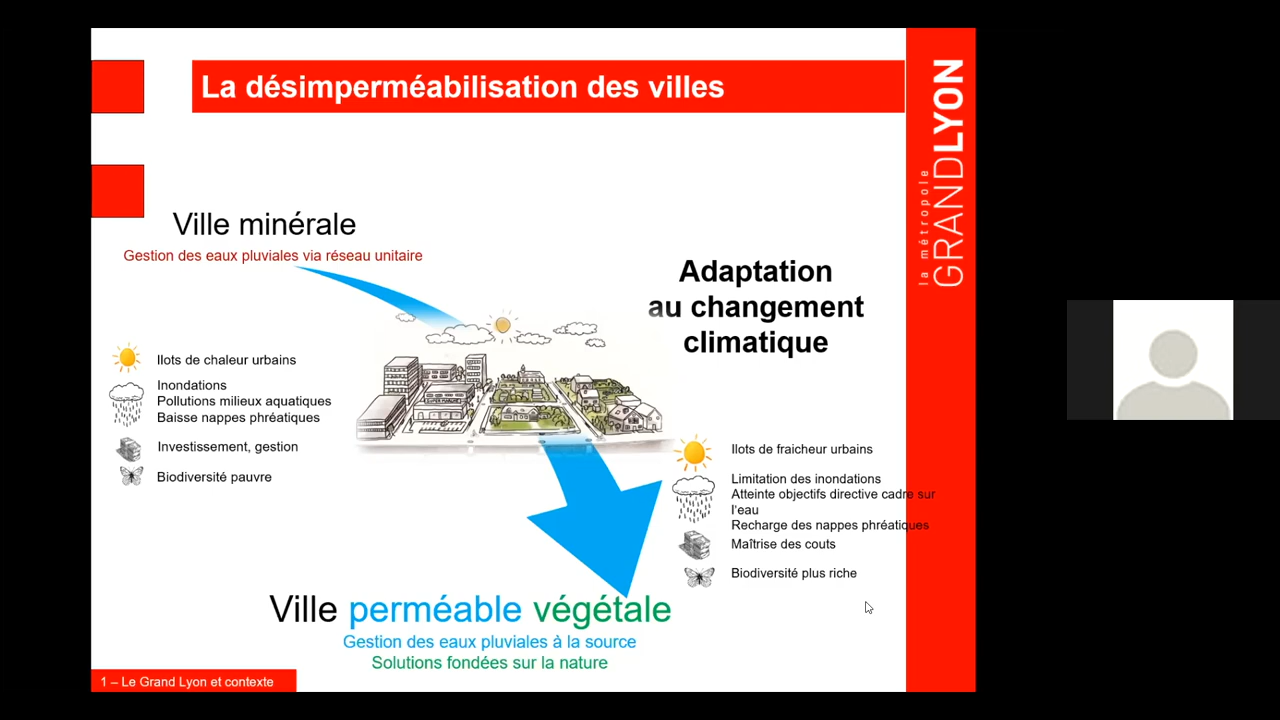 La désimperméabilisation des villes
la métropole
GRANDLYON
Ville minérale
Gestion des eaux pluviales via réseau unitaire
Adaptation
au changement
climatique
Ilots de chaleur urbains
Inondations
Pollutions milieux aquatiques
Baisse nappes phréatiques
Investissement, gestion
Biodiversité pauvre
Ilots de fraicheur urbains
Limitation des inondations
Atteinte objectifs directive cadre sur
l'eau
Recharge des nappes phréatiques
Maîtrise des couts
Biodiversité plus riche
Ville perméable végétale
Gestion des eaux pluviales à la source
Solutions fondées sur la nature
1 – Le Grand Lyon et contexte